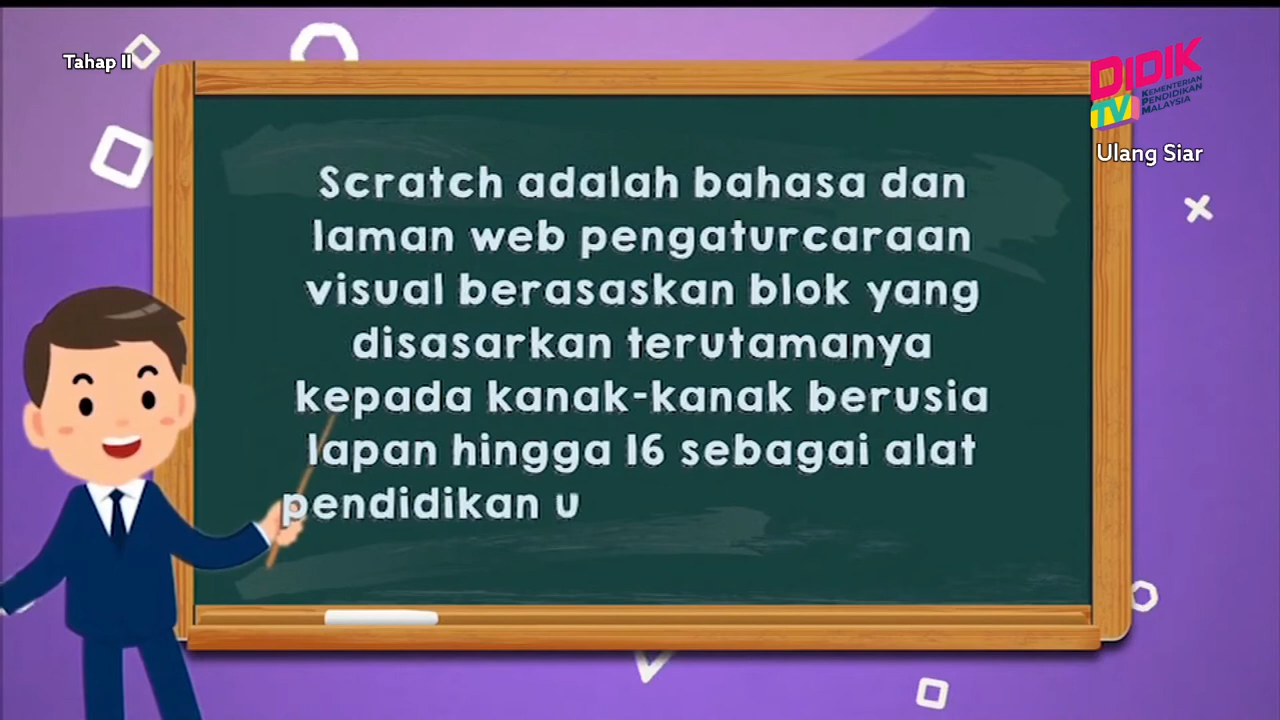 Tahap II
DIDIK
TV
KEMENTERIAN
PENDIDIKAN
MALAYSIA
Ulang Siar
Scratch adalah bahasa dan
laman web pengaturcaraan
visual berasaskan blok yang
disasarkan terutamanya
kepada kanak-kanak berusia
lapan hingga 16 sebagai alat
pendidikan u